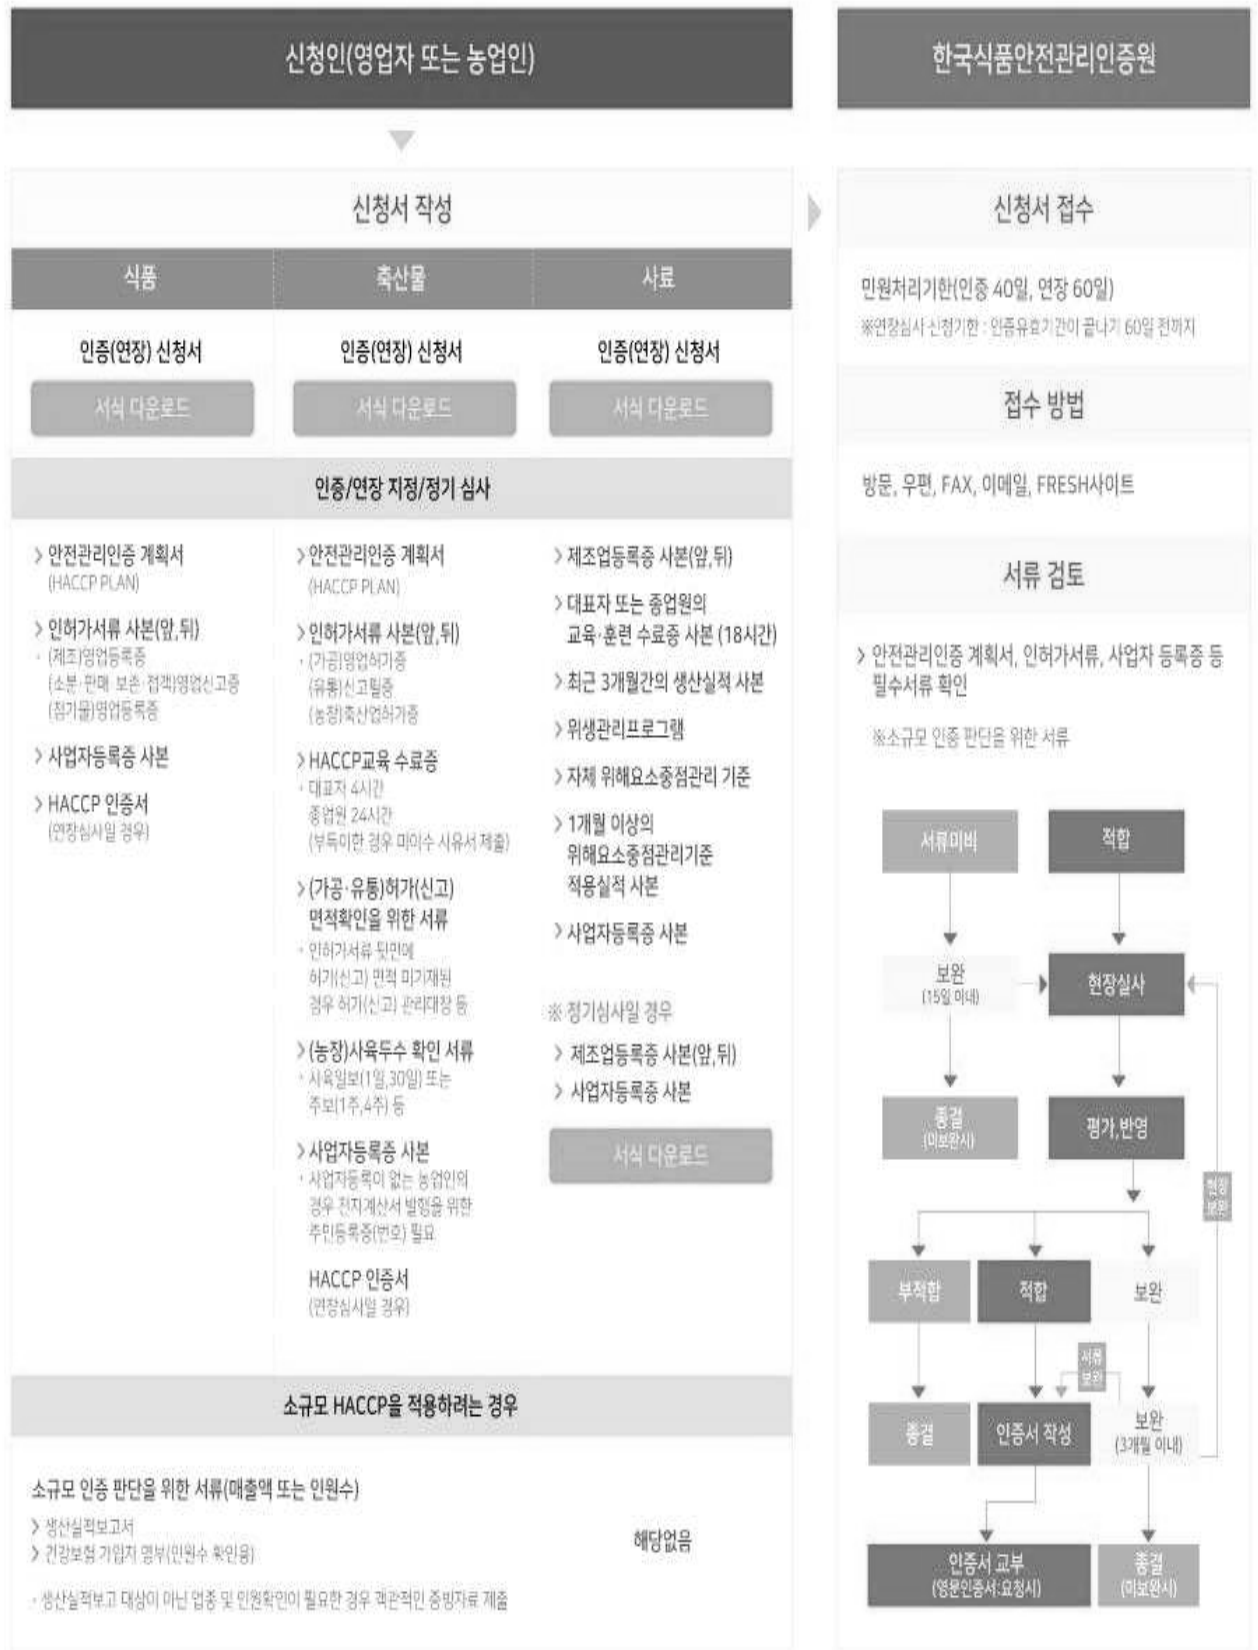 신청인(영업자 또는 농업인)
신청서 작성
식품
축산물
사료
인증(연장) 신청서
인증(연장) 신청서
인증(연장) 신청서
서식 다운로드
서식 다운로드
서식 다운로드
인증/연장 지정/정기 심사
안전관리인증 계획서
(HACCP PLAN)
인허가서류 사본(앞,뒤)
· (제조)영업등록증
(소분·판매·보존·접객)영업신고증
(첨가물)영업등록증
사업자등록증 사본
HACCP 인증서
(연장심사일 경우)
안전관리인증 계획서
(HACCP PLAN)
인허가서류 사본(앞,뒤)
· (가공)영업허가증
(유통)신고필증
(농장)축산업허가증
HACCP교육 수료증
· 대표자 4시간
종업원 24시간
(부득이한 경우 미이수 사유서 제출)
(가공·유통)허가(신고)
면적확인을 위한 서류
· 인허가서류 뒷면에
허가(신고) 면적 미기재된
경우 허가(신고) 관리대장 등
(농장)사육두수 확인 서류
· 사육일보(1일,30일) 또는
주보(1주,4주) 등
사업자등록증 사본
· 사업자등록이 없는 농업인의
경우 전자계산서 발행을 위한
주민등록증(번호) 필요
HACCP 인증서
(연장심사일 경우)
제조업등록증 사본(앞,뒤)
대표자 또는 종업원의
교육·훈련 수료증 사본 (18시간)
최근 3개월간의 생산실적 사본
위생관리프로그램
자체 위해요소중점관리 기준
1개월 이상의
위해요소중점관리기준
적용실적 사본
사업자등록증 사본
※ 정기심사일 경우
제조업등록증 사본(앞,뒤)
사업자등록증 사본
서식 다운로드
소규모 HACCP을 적용하려는 경우
소규모 인증 판단을 위한 서류(매출액 또는 인원수)
생산실적보고서
건강보험 가입자 명부(인원수 확인용)
· 생산실적보고 대상이 아닌 업종 및 인원확인이 필요한 경우 객관적인 증빙자료 제출
해당없음
한국식품안전관리인증원
신청서 접수
민원처리기한(인증 40일, 연장 60일)
※연장심사 신청기한 : 인증유효기간이 끝나기 60일 전까지
접수 방법
방문, 우편, FAX, 이메일, FRESH사이트
서류 검토
안전관리인증 계획서, 인허가서류, 사업자 등록증 등
필수서류 확인
※소규모 인증 판단을 위한 서류
서류미비
적합
보완
(15일 이내)
현장실사
종결
(미보완시)
평가,반영
현장
보완
부적합
적합
보완
서류
보완
종결
인증서 작성
보완
(3개월 이내)
인증서 교부
(영문인증서:요청시)
종결
(미보완시)